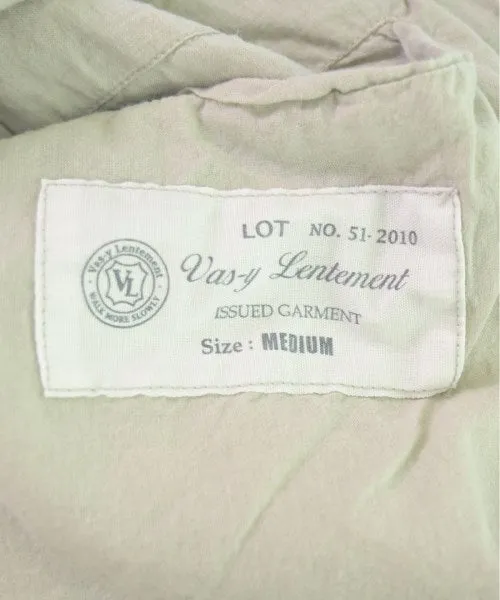 LOT NO. 51-2010
Vas-y Lentement
VL
WALK MORE SLOWLY
Vas-y Lentement
ISSUED GARMENT
Size : MEDIUM